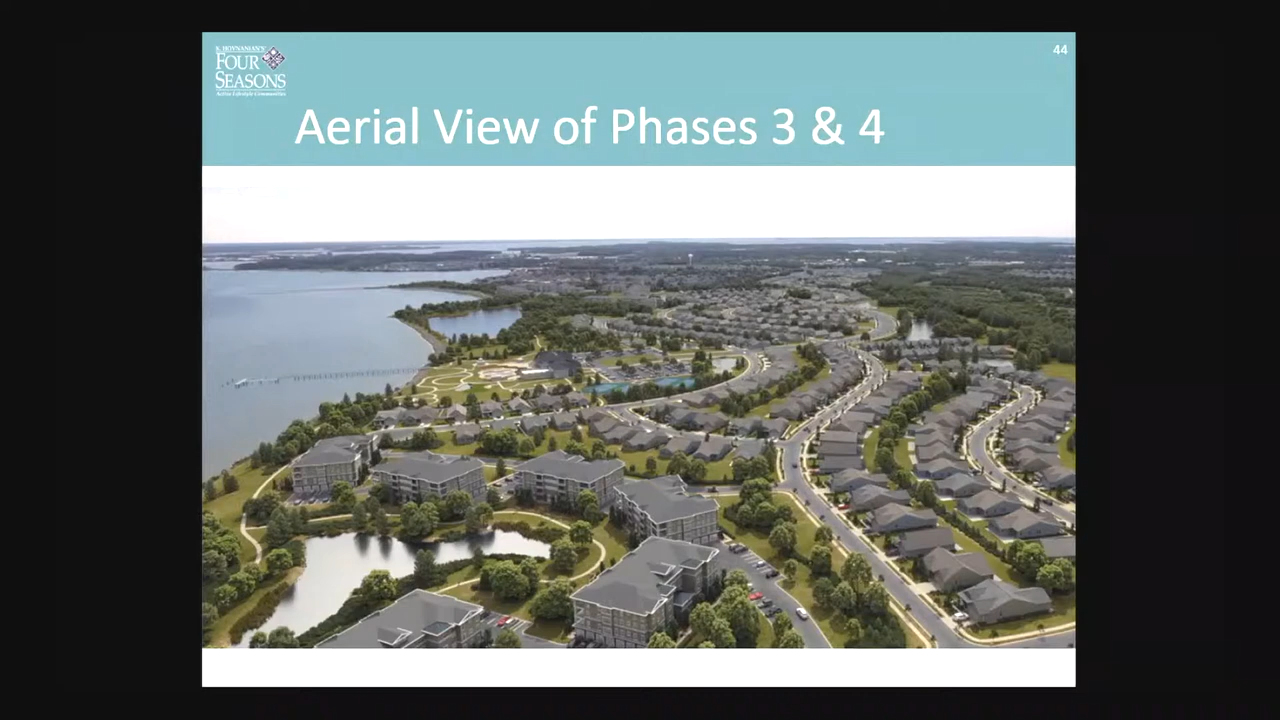 K. HOVNANIAN'S
FOUR
SEASONS
Active Lifestyle Communities
44
Aerial View of Phases 3 & 4